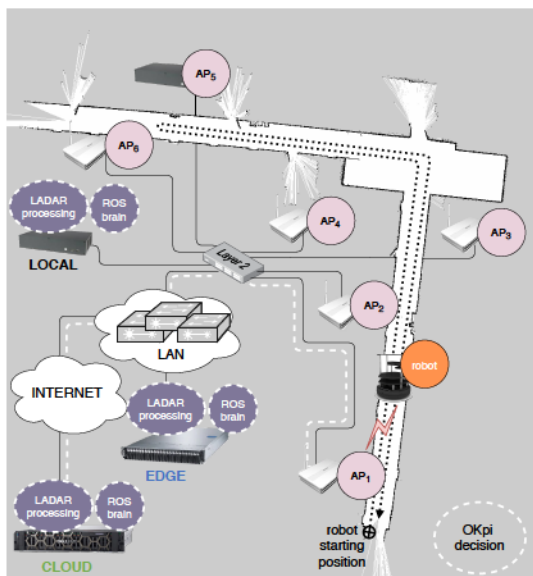 AP5
AP6
LADAR
processing
ROS
brain
LOCAL
AP4
AP3
Layer 2
AP2
LAN
robot
INTERNET
LADAR
processing
ROS
brain
EDGE
AP1
LADAR
processing
ROS
brain
CLOUD
robot
starting
position
OKpi
decision